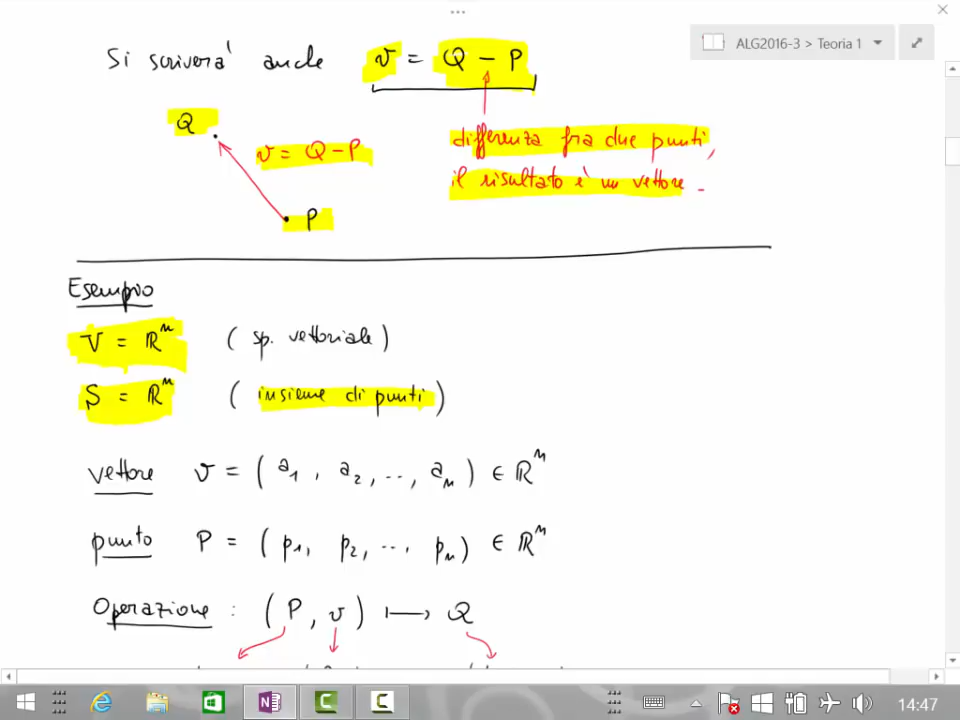 ALG2016-3 > Teoria 1
Si scriverà anche v = Q - P
Q
v = Q - P
P
differenza fra due punti,
il risultato è un vettore.
Esempio
V = ℝⁿ (sp. vettoriale)
S = ℝⁿ (insieme di punti)
vettore v = (a₁, a₂, .., aₙ) ∈ ℝⁿ
punto P = (p₁, p₂, .., pₙ) ∈ ℝⁿ
Operazione : (P, v) ⟼ Q
14:47